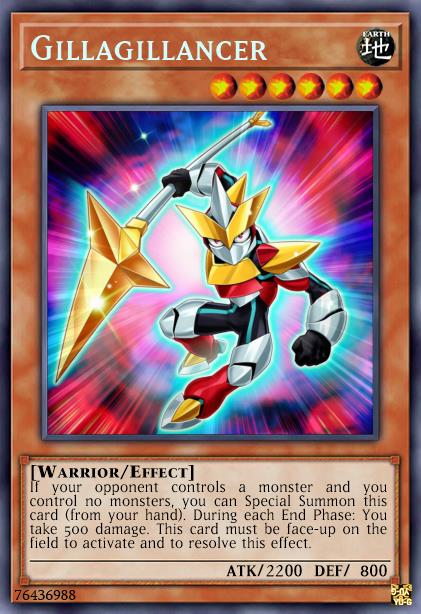 GILLAGILLANCER
EARTH
地
[WARRIOR/EFFECT]
If your opponent controls a monster and you
control no monsters, you can Special Summon this
card (from your hand). During each End Phase: You
take 500 damage. This card must be face-up on the
field to activate and to resolve this effect.
ATK/2200 DEF/ 800
76436988